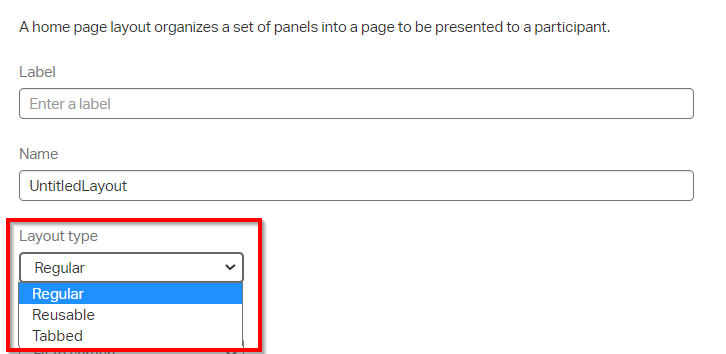 A home page layout organizes a set of panels into a page to be presented to a participant.
Label
Enter a label
Name
UntitledLayout
Layout type
Regular
Regular
Reusable
Tabbed